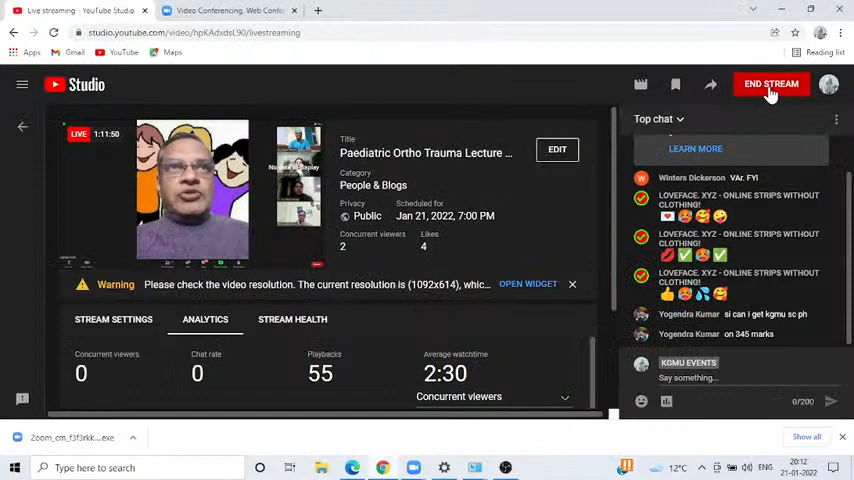 Live streaming - YouTube Studio
Video Conferencing, Web Confe
studio.youtube.com/video/hpKAdxdsL90/livestreaming
Apps
Gmail
YouTube
Maps
Reading list
Studio
END STREAM
LIVE 1:11:50
Title
Paediatric Ortho Trauma Lecture ...
EDIT
Category
People & Blogs
Privacy
Scheduled for
Public
Jan 21, 2022, 7:00 PM
Concurrent viewers
Likes
2
4
Warning
Please check the video resolution. The current resolution is (1092x614), whic...
OPEN WIDGET
STREAM SETTINGS
ANALYTICS
STREAM HEALTH
Concurrent viewers
Chat rate
Playbacks
Average watchtime
0
0
55
2:30
Concurrent viewers
Top chat
LEARN MORE
Winters Dickerson VAr. FYI
LOVEFACE. XYZ - ONLINE STRIPS WITHOUT
CLOTHING!
LOVEFACE. XYZ - ONLINE STRIPS WITHOUT
CLOTHING!
LOVEFACE. XYZ - ONLINE STRIPS WITHOUT
CLOTHING!
Yogendra Kumar si can I get kgmu sc ph
Yogendra Kumar on 345 marks
KGMU EVENTS
Say something...
0/200
Zoom_cm_f3f3rkk....exe
Show all
Type here to search
12°C
ENG
20:12
21-01-2022